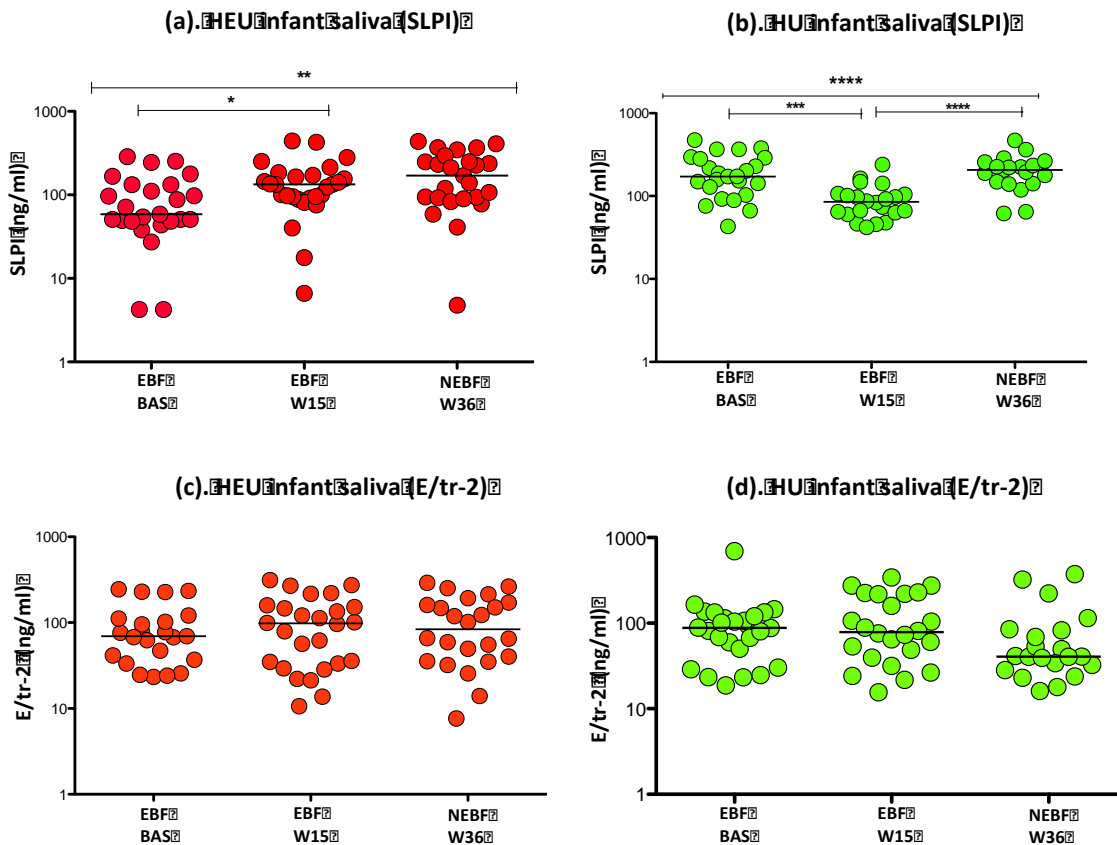 (a).⍰HEU⍰infant⍰saliva⍰(SLPI)⍰
(b).⍰HU⍰infant⍰saliva⍰(SLPI)⍰
**
*
****
***
****
1000
100
10
1
SLPI⍰(ng/ml)⍰
EBF⍰
BAS⍰
EBF⍰
W15⍰
NEBF⍰
W36⍰
1000
100
10
1
SLPI⍰(ng/ml)⍰
EBF⍰
BAS⍰
EBF⍰
W15⍰
NEBF⍰
W36⍰
(c).⍰HEU⍰infant⍰saliva⍰(E/tr-2)⍰
(d).⍰HU⍰infant⍰saliva⍰(E/tr-2)⍰
1000
100
10
1
E/tr-2⍰(ng/ml)⍰
EBF⍰
BAS⍰
EBF⍰
W15⍰
NEBF⍰
W36⍰
1000
100
10
1
E/tr-2⍰(ng/ml)⍰
EBF⍰
BAS⍰
EBF⍰
W15⍰
NEBF⍰
W36⍰